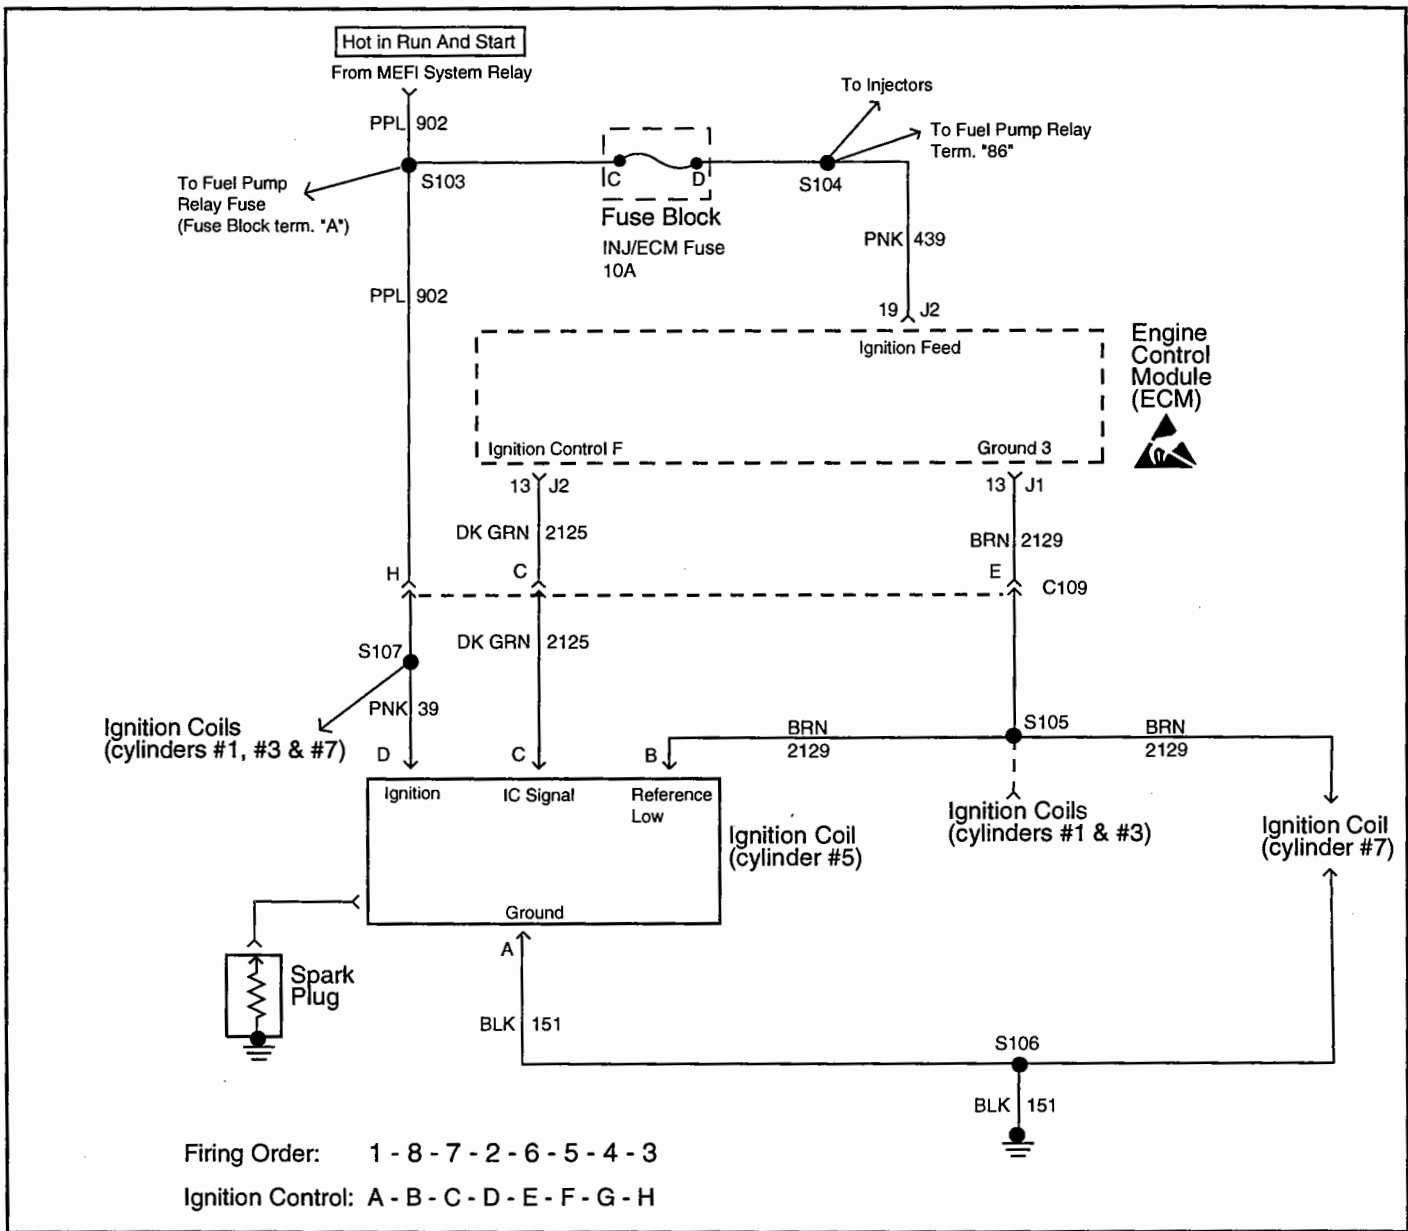 Hot in Run And Start
From MEFI System Relay
PPL 902
To Injectors
To Fuel Pump Relay
Term. "86"
S103
C D
S104
To Fuel Pump
Relay Fuse
(Fuse Block term. "A")
Fuse Block
INJ/ECM Fuse
10A
PNK 439
PPL 902
19 J2
Ignition Feed
Engine
Control
Module
(ECM)
Ignition Control F
Ground 3
13 J2
13 J1
DK GRN 2125
BRN 2129
H
C
E
C109
S107
DK GRN 2125
PNK 39
Ignition Coils
(cylinders #1, #3 & #7)
BRN
2129
S105
BRN
2129
D
C
B
Ignition
IC Signal
Reference
Low
Ignition Coil
(cylinder #5)
Ignition Coils
(cylinders #1 & #3)
Ignition Coil
(cylinder #7)
Ground
A
Spark
Plug
BLK 151
S106
BLK 151
Firing Order: 1 - 8 - 7 - 2 - 6 - 5 - 4 - 3
Ignition Control: A - B - C - D - E - F - G - H